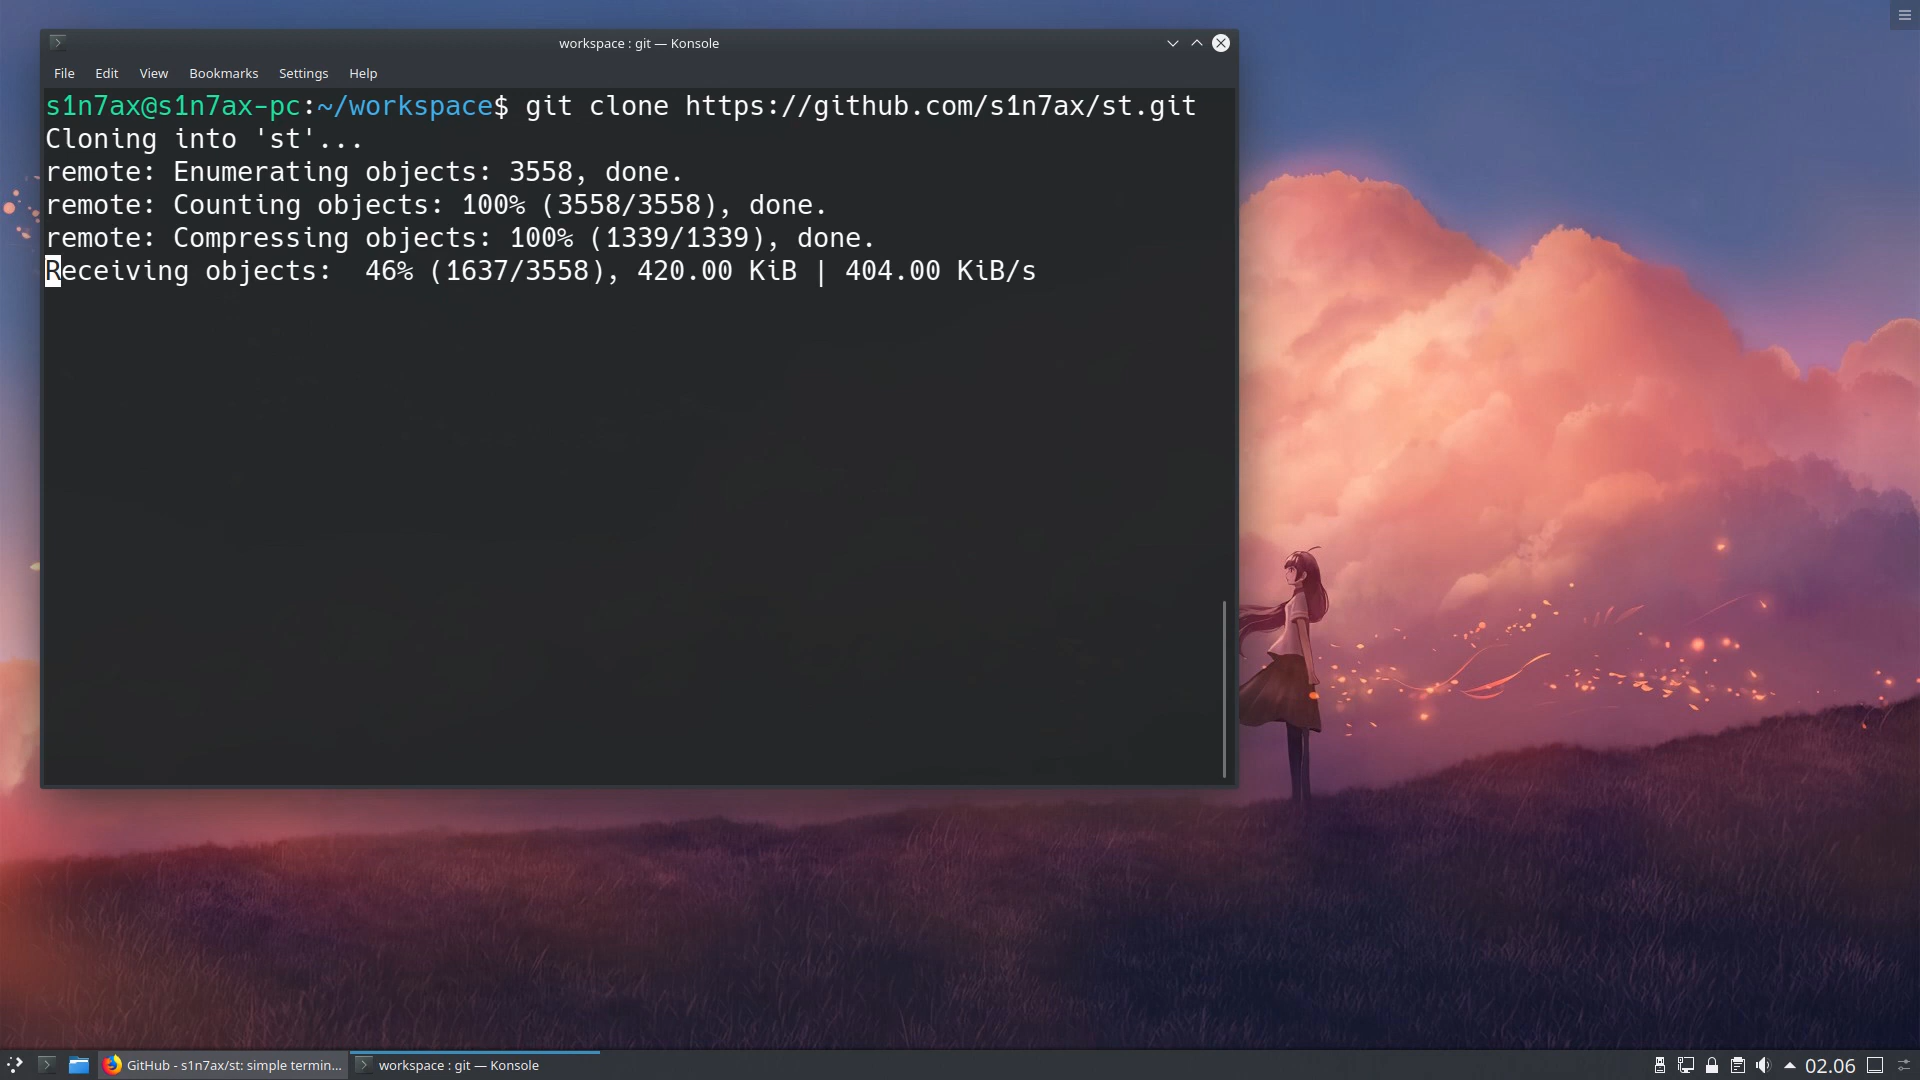 workspace : git — Konsole
File Edit View Bookmarks Settings Help
s1n7ax@s1n7ax-pc:~/workspace$ git clone https://github.com/s1n7ax/st.git
Cloning into 'st'...
remote: Enumerating objects: 3558, done.
remote: Counting objects: 100% (3558/3558), done.
remote: Compressing objects: 100% (1339/1339), done.
Receiving objects:  46% (1637/3558), 420.00 KiB | 404.00 KiB/s
GitHub - s1n7ax/st: simple termin... workspace : git — Konsole 02.06